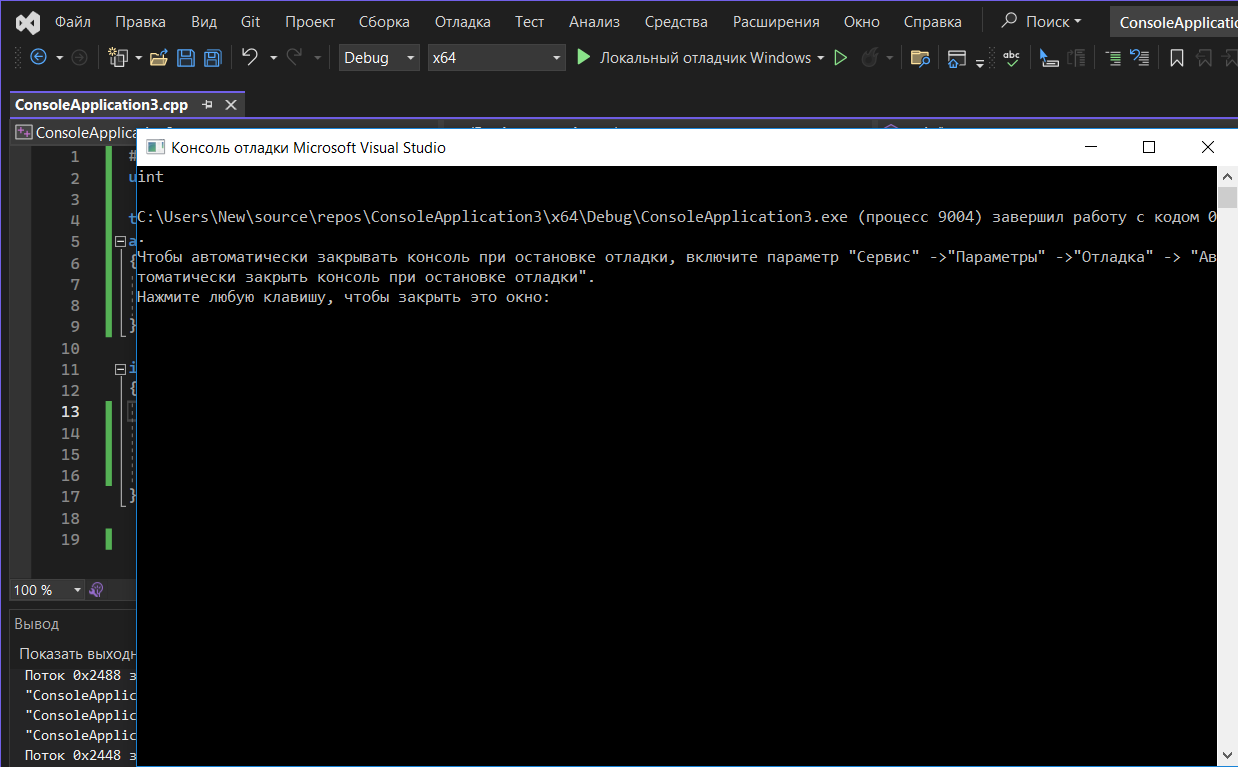 Файл Правка Вид Git Проект Сборка Отладка Тест Анализ Средства Расширения Окно Справка Поиск ConsoleApplicatio
Debug x64 Локальный отладчик Windows abc
ConsoleApplication3.cpp
ConsoleApplica
Консоль отладки Microsoft Visual Studio
1 #
2 u
3
4 t
5 a
6 {
7
8
9 }
10
11 i
12 {
13
14
15
16
17 }
18
19
int
C:\Users\New\source\repos\ConsoleApplication3\x64\Debug\ConsoleApplication3.exe (процесс 9004) завершил работу с кодом 0
.
Чтобы автоматически закрывать консоль при остановке отладки, включите параметр "Сервис" ->"Параметры" ->"Отладка" -> "Ав
томатически закрыть консоль при остановке отладки".
Нажмите любую клавишу, чтобы закрыть это окно:
100 %
Вывод
Показать выходн
Поток 0x2488 з
"ConsoleApplic
"ConsoleApplic
"ConsoleApplic
Поток 0x2448 з